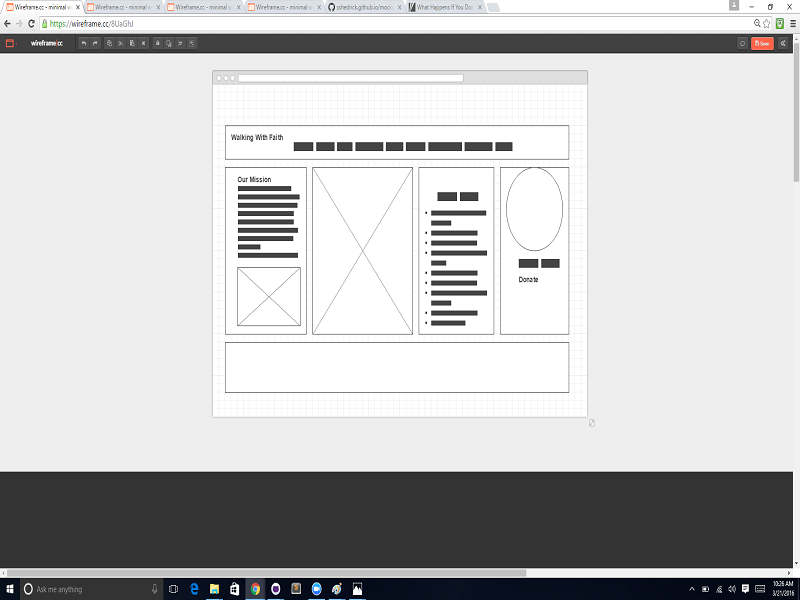 Wireframe.cc - minimal w
Wireframe.cc - minimal w
Wireframe.cc - minimal w
Wireframe.cc - minimal w
sshedrick.github.io/mock
What Happens If You Do
https://wireframe.cc/8UaGhJ
wireframe|cc
Save
Walking With Faith
Our Mission
Donate
Ask me anything
10:26 AM
3/21/2016